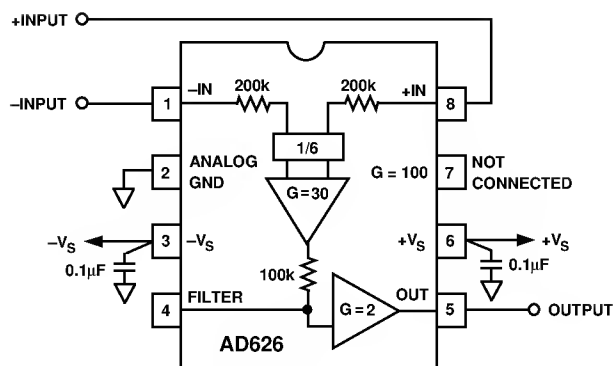 +INPUT
–INPUT
–IN
200k
200k
+IN
1
8
1/6
2
ANALOG
GND
G = 100
7
NOT
CONNECTED
G = 30
–VS
3
–VS
+VS
6
+VS
0.1µF
0.1µF
100k
4
FILTER
G = 2
OUT
5
OUTPUT
AD626